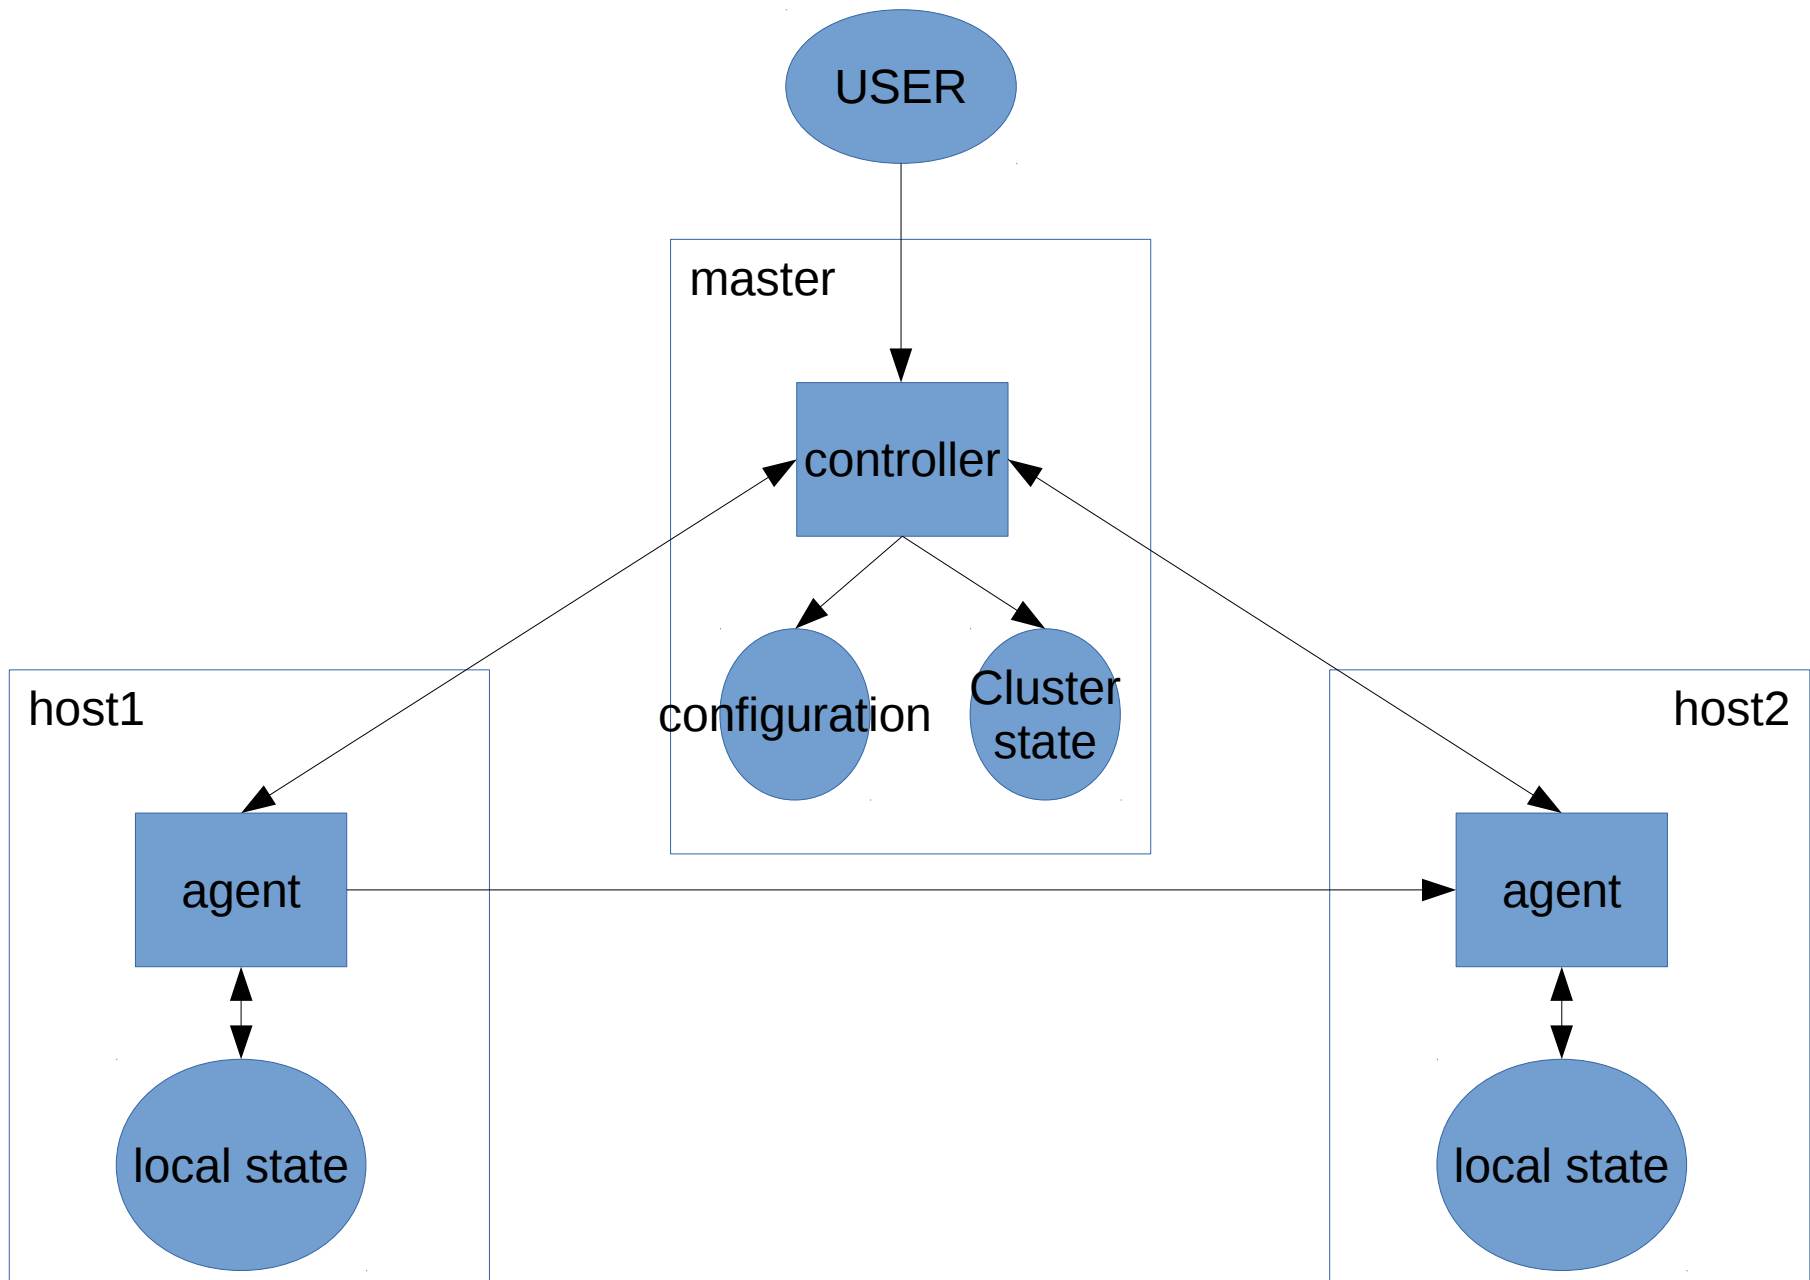 USER
master
controller
configuration
Cluster
state
host1
host2
agent
agent
local state
local state